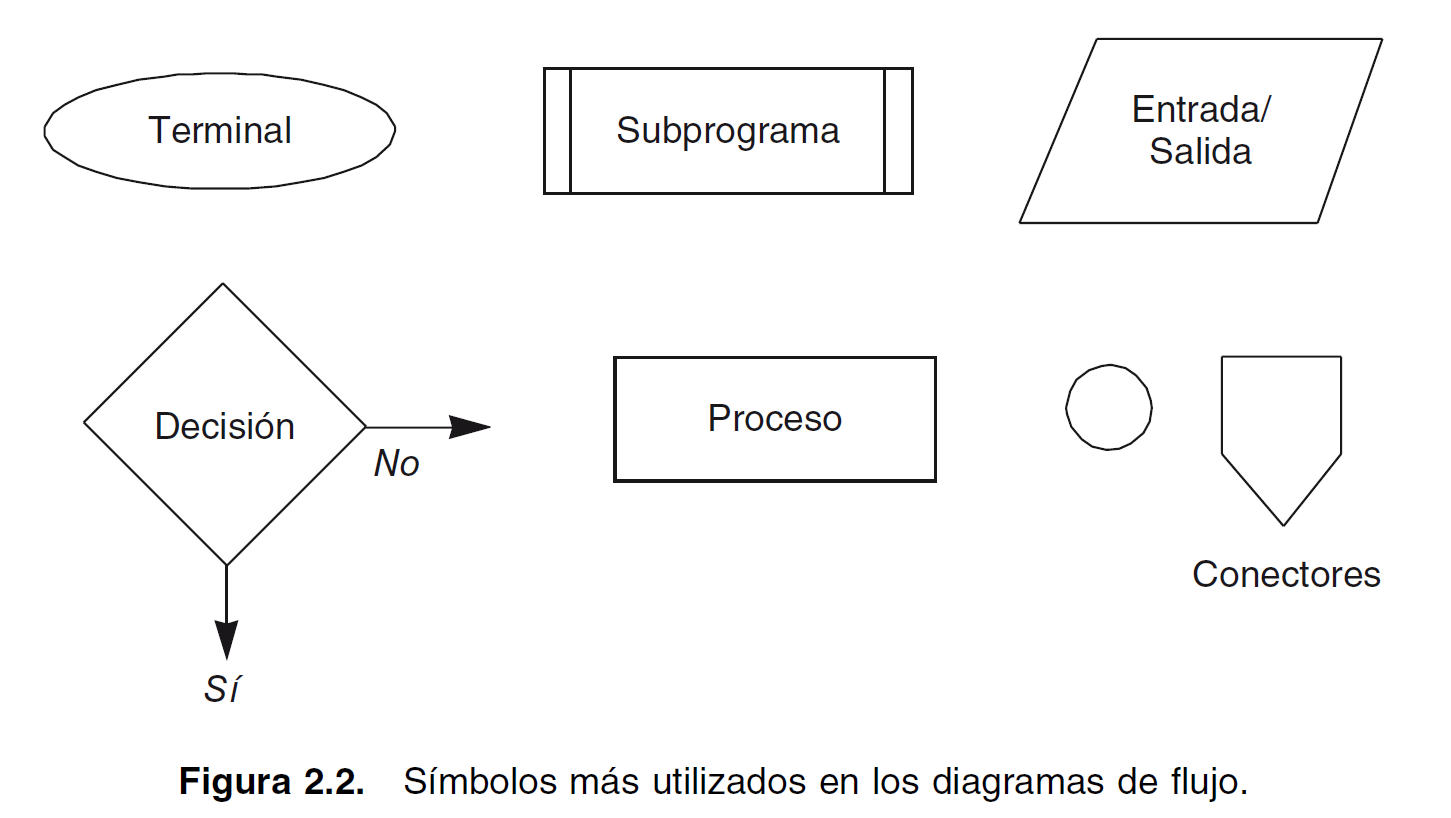 Terminal
Subprograma
Entrada/
Salida
Decisión
No
Sí
Proceso
Conectores
Figura 2.2. Símbolos más utilizados en los diagramas de flujo.